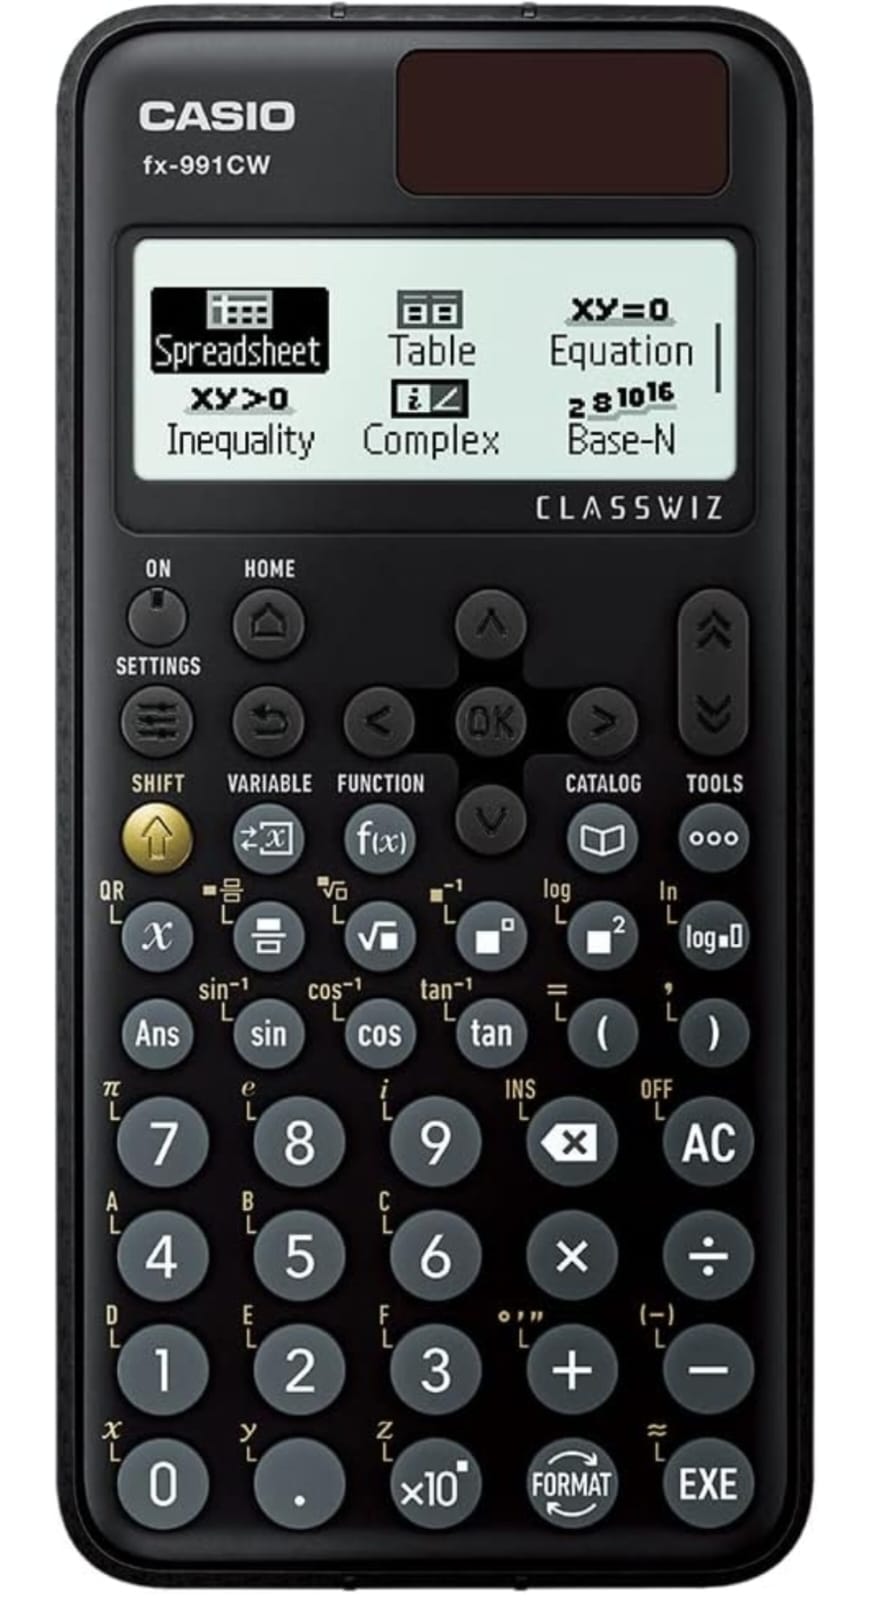 CASIO
fx-991CW
Spreadsheet Table XY=0 Equation
XY>0 Inequality i∠ Complex 2 8 10 16 Base-N
CLASSWIZ
ON HOME
SETTINGS
< OK >
SHIFT VARIABLE FUNCTION CATALOG TOOLS
x f(x)
QR √ ⁻¹ log ln
x √ ² log
sin⁻¹ cos⁻¹ tan⁻¹ = ,
Ans sin cos tan ( )
π e i INS OFF
7 8 9 AC
A B C
4 5 6 × ÷
D E F ° ′ ″ (−)
1 2 3 + −
x y z ≈
0 . ×10 FORMAT EXE